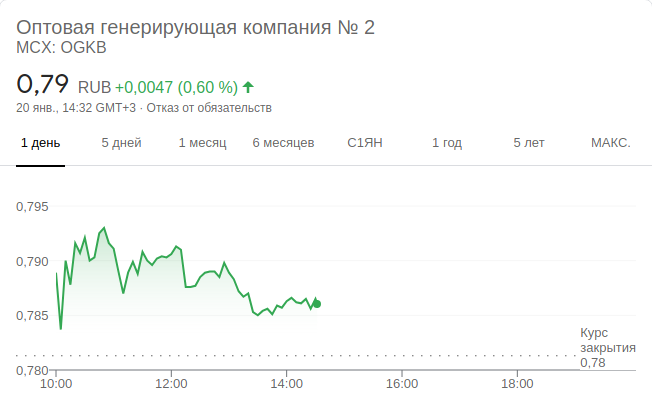 Оптовая генерирующая компания № 2
MCX: OGKB
0,79 RUB +0,0047 (0,60 %)
20 янв., 14:32 GMT+3 · Отказ от обязательств
1 день 5 дней 1 месяц 6 месяцев С1ЯН 1 год 5 лет МАКС.
0,795
0,790
0,785
Курс
закрытия
0,78
0,780
10:00 12:00 14:00 16:00 18:00